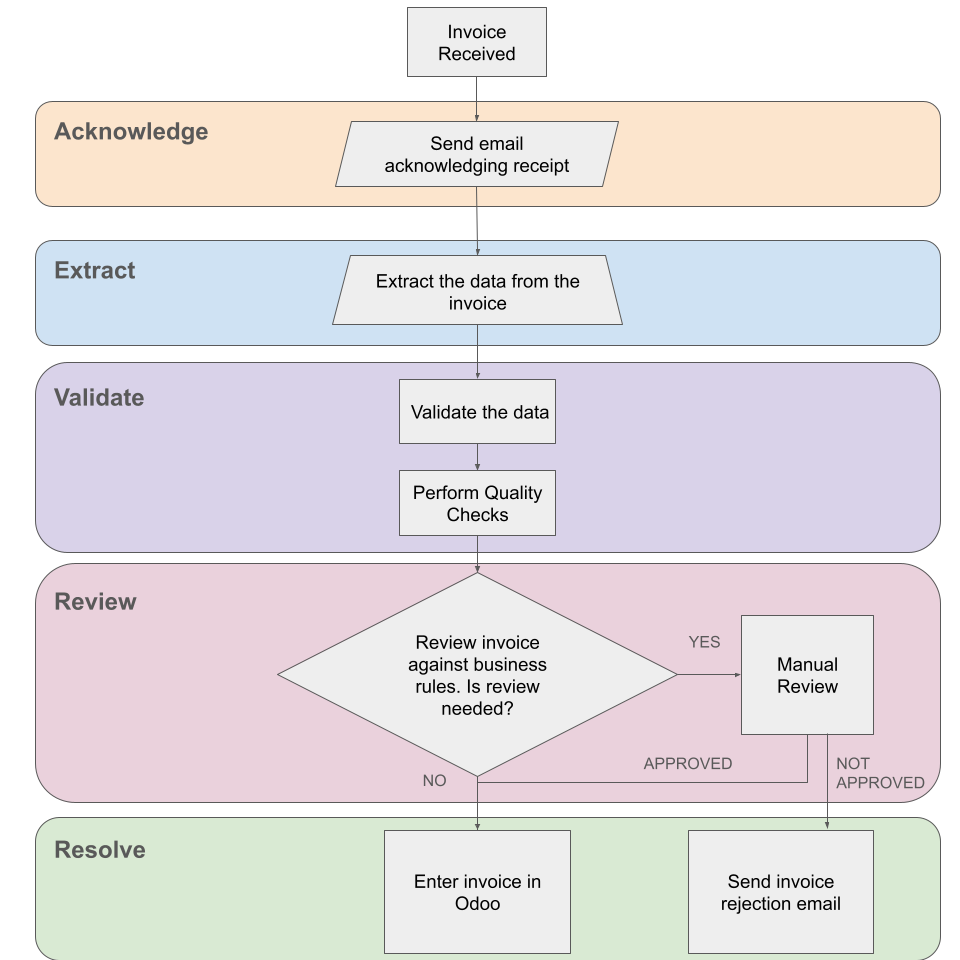 Invoice
Received
Acknowledge
Send email
acknowledging receipt
Extract
Extract the data from the
invoice
Validate
Validate the data
Perform Quality
Checks
Review
Review invoice
against business
rules. Is review
needed?
YES
Manual
Review
NO
APPROVED
NOT
APPROVED
Resolve
Enter invoice in
Odoo
Send invoice
rejection email